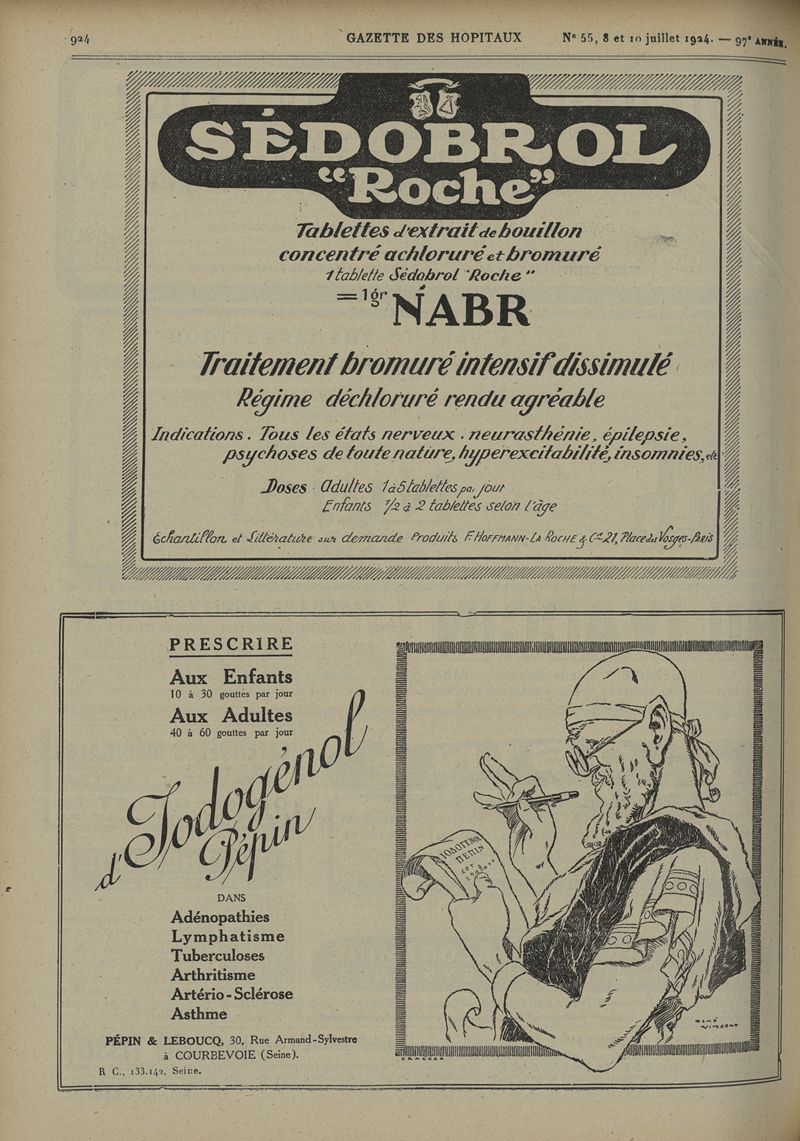 924 GAZETTE DES HOPITAUX N° 55, 8 et 10 juillet 1924. — 97e ANNÉE.
SÉDOBROL
"Roche"
Tablettes d'extrait de bouillon
concentré achloruré et bromuré
1 tablette Sédobrol "Roche"
= 1gr NABR
Traitement bromuré intensif dissimulé
Régime déchloruré rendu agréable
Indications. Tous les états nerveux. neurasthénie, épilepsie,
psychoses de toute nature, hyperexcitabilité, insomnies, etc
Doses. Adultes 1 à 5 tablettes par jour
Enfants 1/2 à 2 tablettes selon l'âge
Échantillon et Littérature sur demande Produits F. HOFFMANN-LA ROCHE & Cie 21, Place des Vosges-Paris
PRESCRIRE
Aux Enfants
10 à 30 gouttes par jour
Aux Adultes
40 à 60 gouttes par jour
d'Iodogénol
Pépin
DANS
Adénopathies
Lymphatisme
Tuberculoses
Arthritisme
Artério-Sclérose
Asthme
PÉPIN & LEBOUCQ, 30, Rue Armand-Sylvestre
à COURBEVOIE (Seine).
R C., 133.142, Seine.
PEPIN
RENÉ
VINCENT
DRAEGER